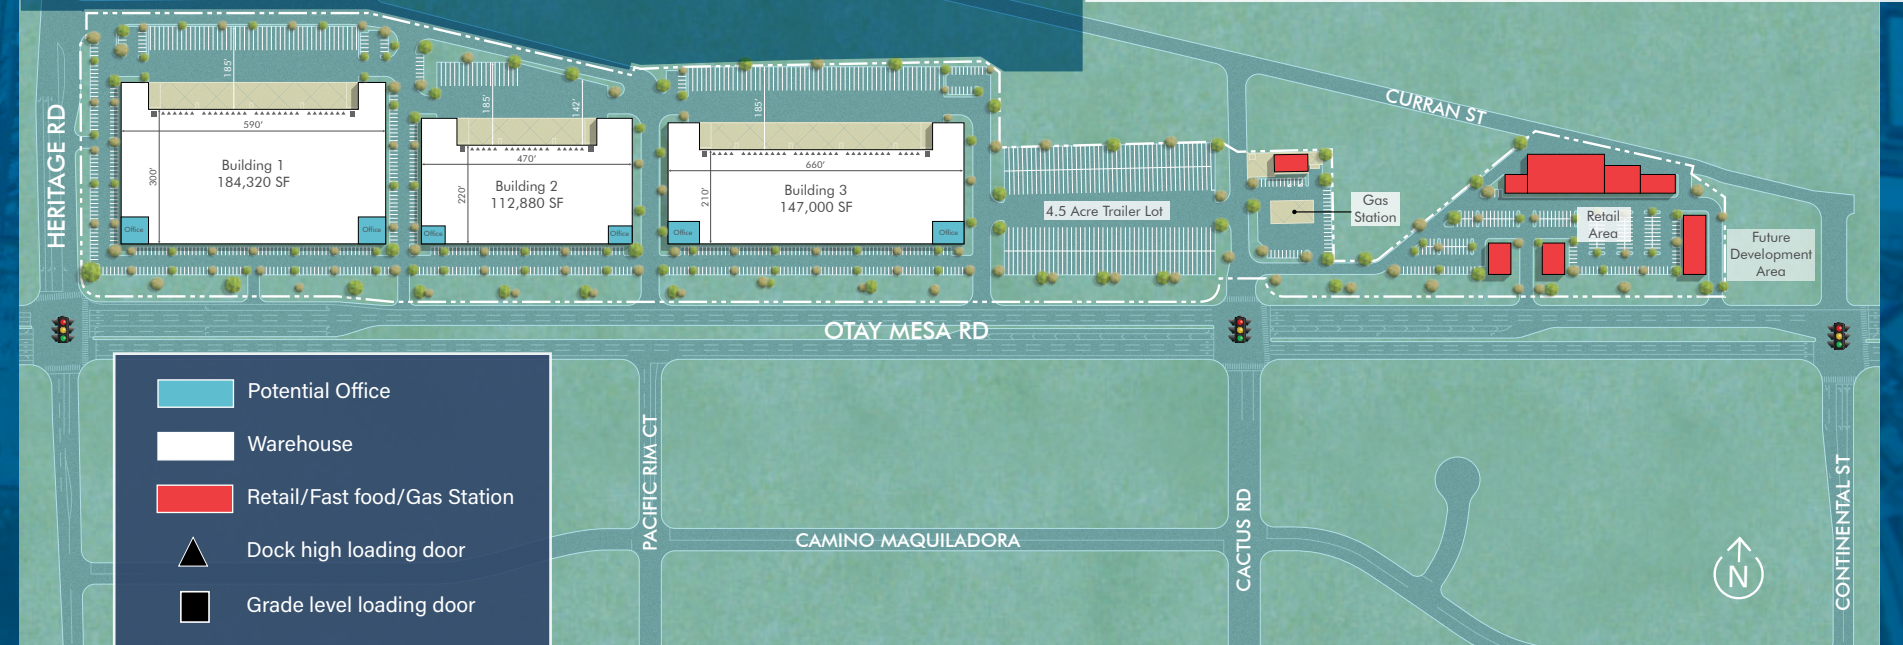 HERITAGE RD
185'
590'
300'
Building 1
184,320 SF
Office
Office
185'
142'
470'
220'
Building 2
112,880 SF
Office
Office
185'
660'
210'
Building 3
147,000 SF
Office
Office
4.5 Acre Trailer Lot
Gas
Station
CURRAN ST
Retail
Area
Future
Development
Area
OTAY MESA RD
Potential Office
Warehouse
Retail/Fast food/Gas Station
Dock high loading door
Grade level loading door
PACIFIC RIM CT
CAMINO MAQUILADORA
CACTUS RD
N
CONTINENTAL ST